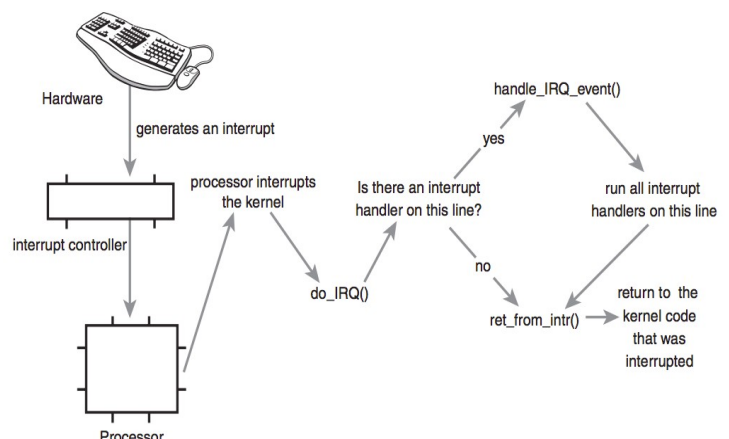 Hardware
generates an interrupt
interrupt controller
Processor
processor interrupts
the kernel
do_IRQ()
Is there an interrupt
handler on this line?
yes
no
handle_IRQ_event()
run all interrupt
handlers on this line
ret_from_intr()
return to the
kernel code
that was
interrupted